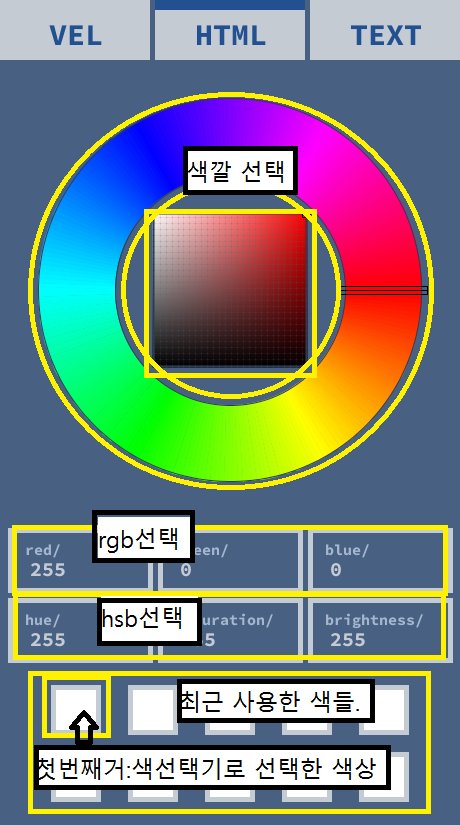 VEL HTML TEXT
색깔 선택
rgb선택
red/ een/ blue/
255 0 0
hsb선택
hue/ uration/ brightness/
255 5 255
최근 사용한 색들.
첫번째거:색선택기로 선택한 색상